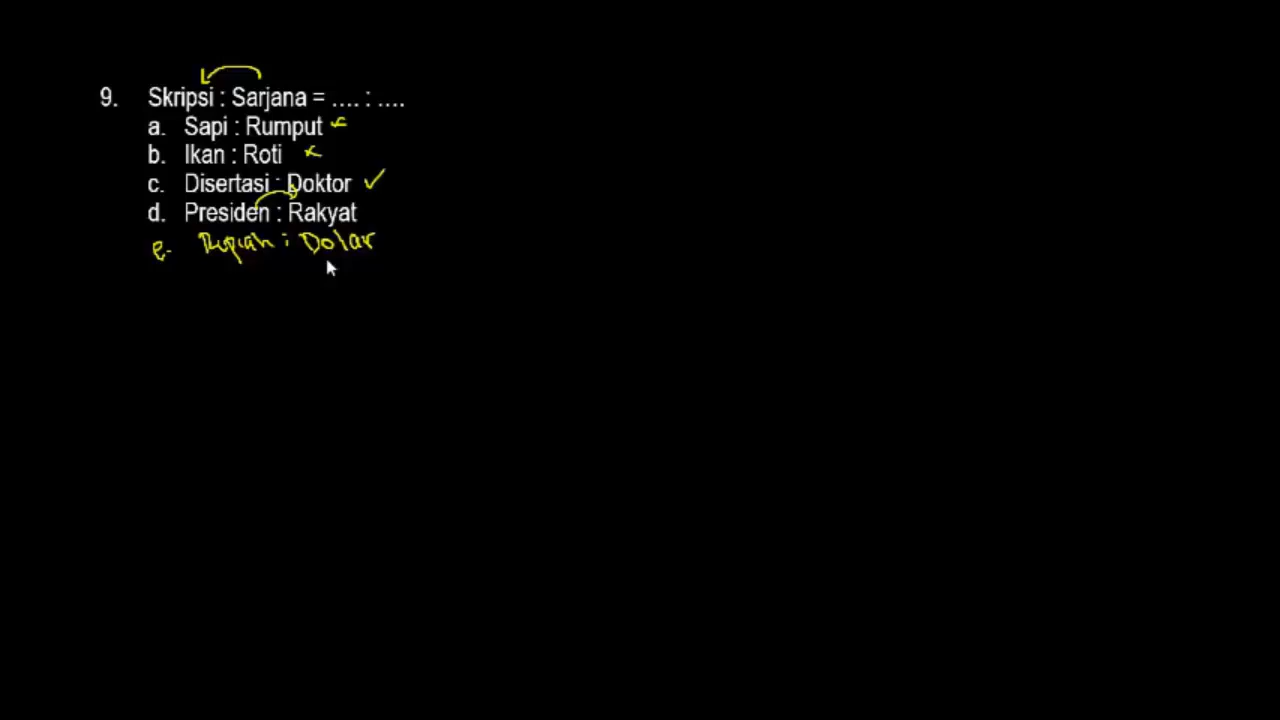 9. Skripsi : Sarjana = .... : ....
a. Sapi : Rumput
b. Ikan : Roti
c. Disertasi : Doktor
d. Presiden : Rakyat
e. Rupiah : Dolar